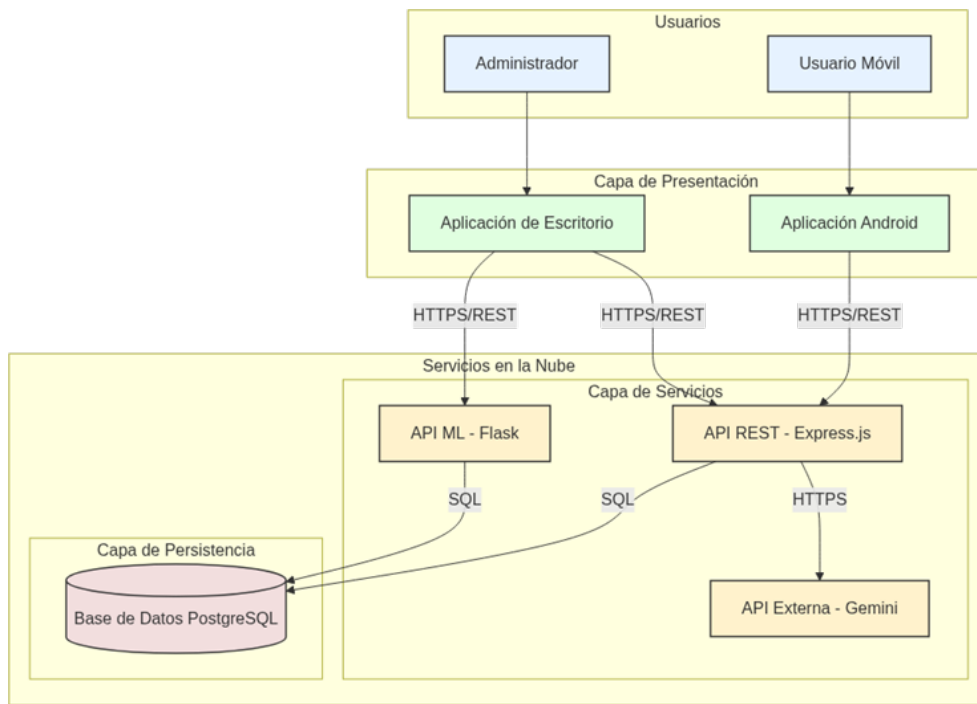 Usuarios
Administrador
Usuario Móvil
Capa de Presentación
Aplicación de Escritorio
Aplicación Android
HTTPS/REST
HTTPS/REST
HTTPS/REST
Servicios en la Nube
Capa de Servicios
API ML - Flask
API REST - Express.js
SQL
SQL
HTTPS
Capa de Persistencia
Base de Datos PostgreSQL
API Externa - Gemini